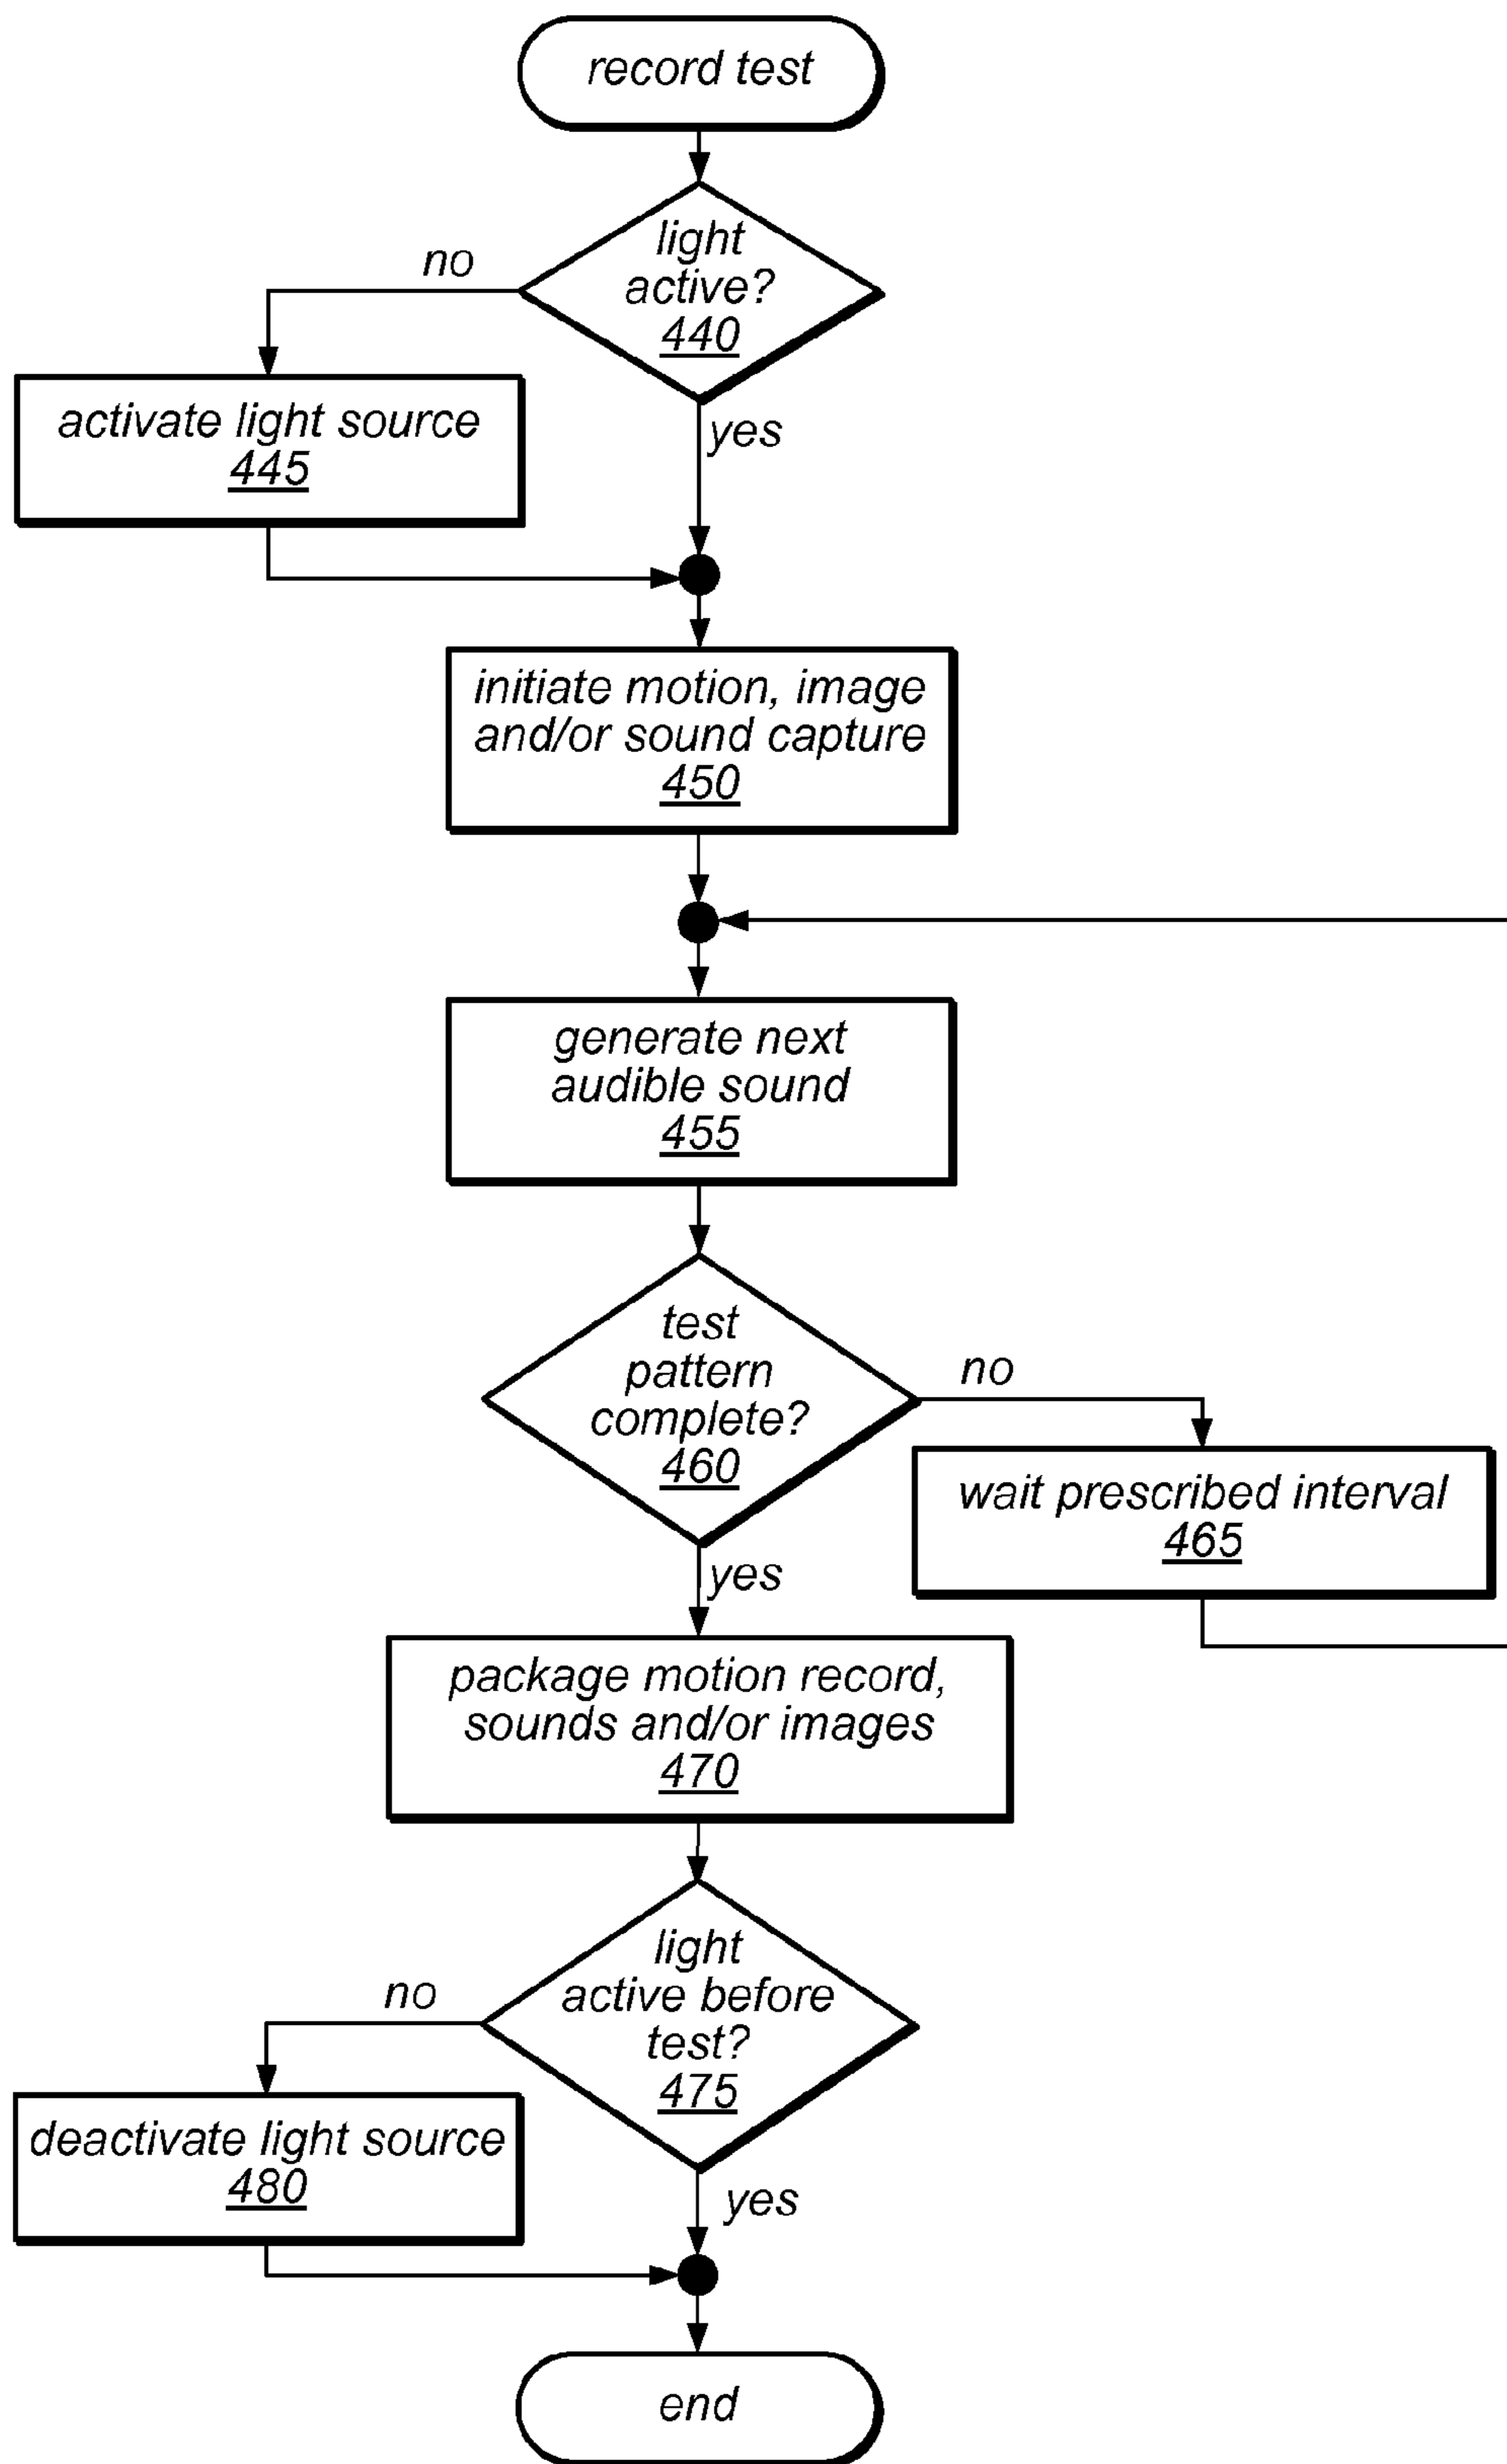 record test
light
active?
440
no
yes
activate light source
445
initiate motion, image
and/or sound capture
450
generate next
audible sound
455
test
pattern
complete?
460
no
wait prescribed interval
465
yes
package motion record,
sounds and/or images
470
light
active before
test?
475
no
deactivate light source
480
yes
end